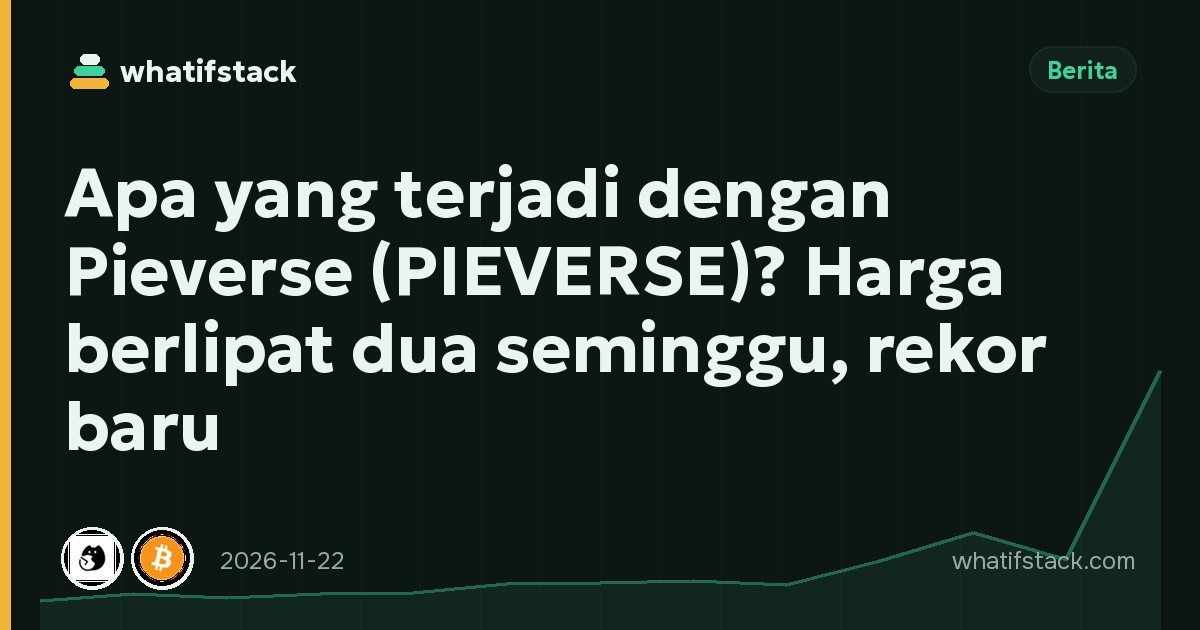 whatifstack
Berita
Apa yang terjadi dengan
Pieverse (PIEVERSE)? Harga
berlipat dua seminggu, rekor
baru
2026-11-22
whatifstack.com